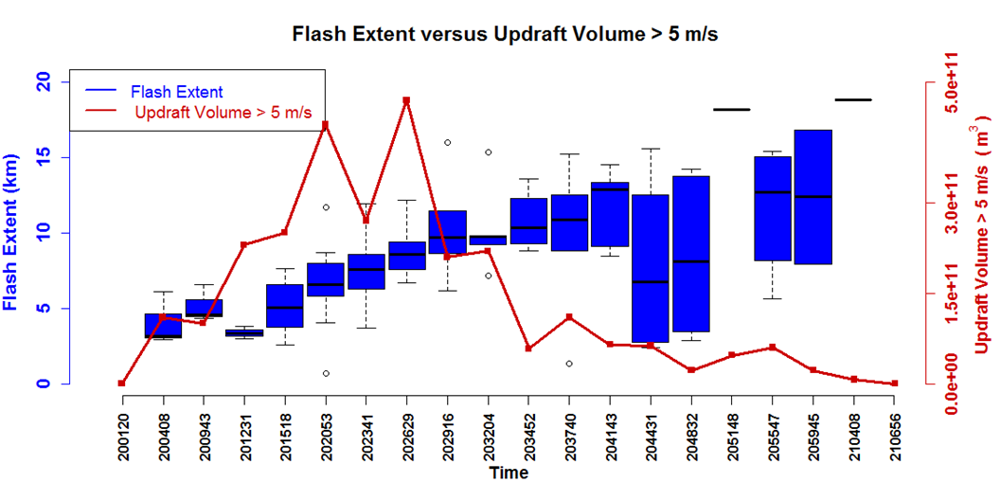 Flash Extent versus Updraft Volume > 5 m/s
Flash Extent
Updraft Volume > 5 m/s
Flash Extent (km)
0
5
10
15
20
0.0e+00
1.5e+11
3.0e+11
5.0e+11
Updraft Volume > 5 m/s ( m³ )
200120
200408
200943
201231
201518
202053
202341
202629
202916
203204
203452
203740
204143
204431
204832
205148
205547
205945
210408
210656
Time